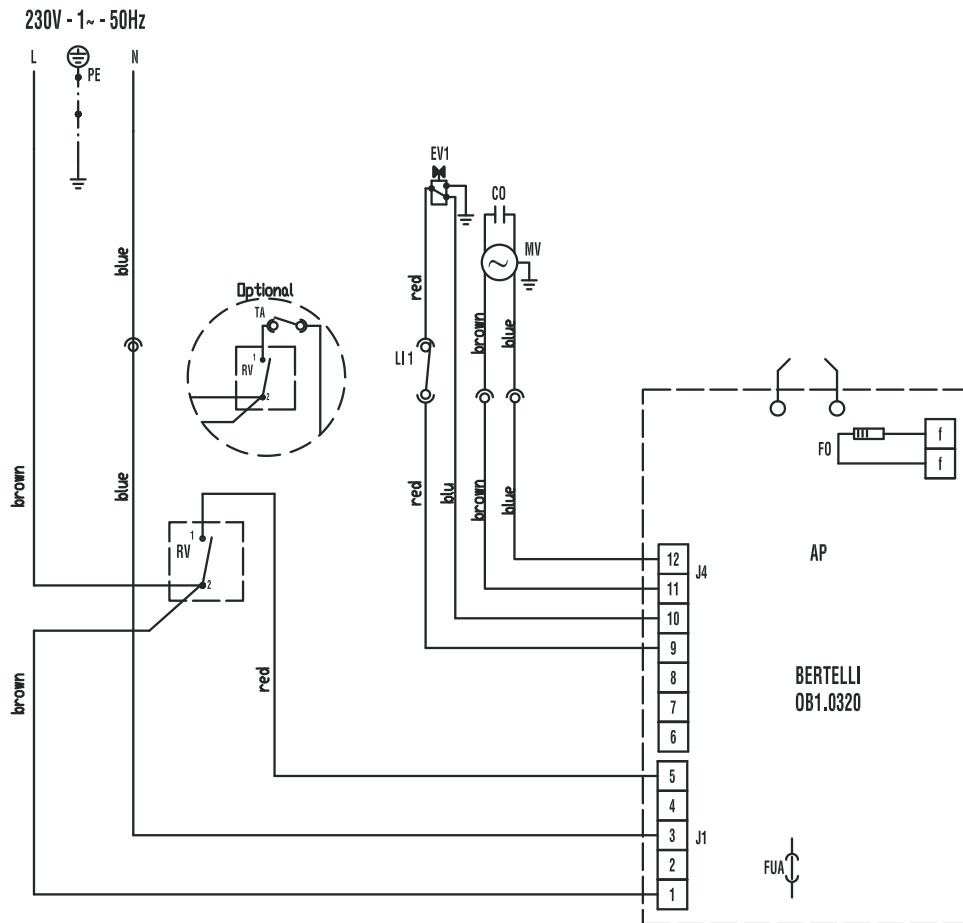 230V - 1~ - 50Hz
L
PE
N
EV1
CO
MV
blue
red
Optional
TA
1
RV
2
LI 1
brown
blue
FO
f
f
brown
blue
red
blu
brown
blue
1
RV
2
12
11
10
9
8
7
6
J4
AP
BERTELLI
OB1.0320
brown
red
5
4
3
2
1
J1
FUA